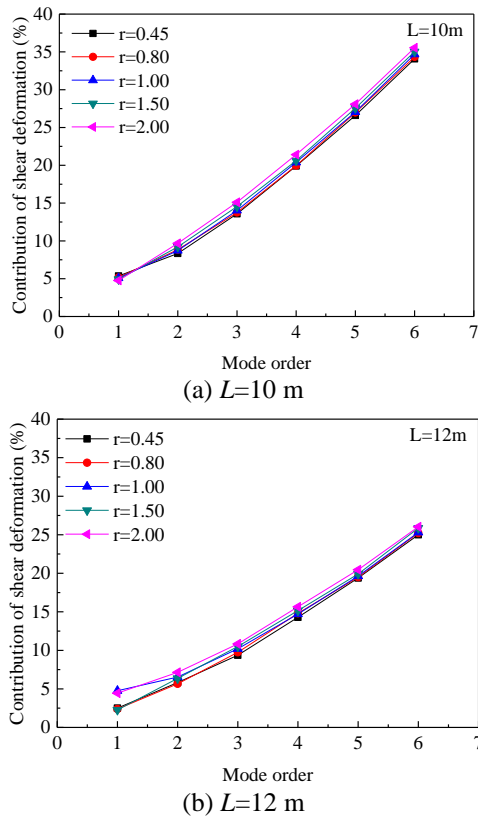 40
35
30
25
20
15
10
5
0
Contribution of shear deformation (%)
r=0.45
r=0.80
r=1.00
r=1.50
r=2.00
L=10m
0 1 2 3 4 5 6 7
Mode order
(a) L=10 m
40
35
30
25
20
15
10
5
0
Contribution of shear deformation (%)
r=0.45
r=0.80
r=1.00
r=1.50
r=2.00
L=12m
0 1 2 3 4 5 6 7
Mode order
(b) L=12 m